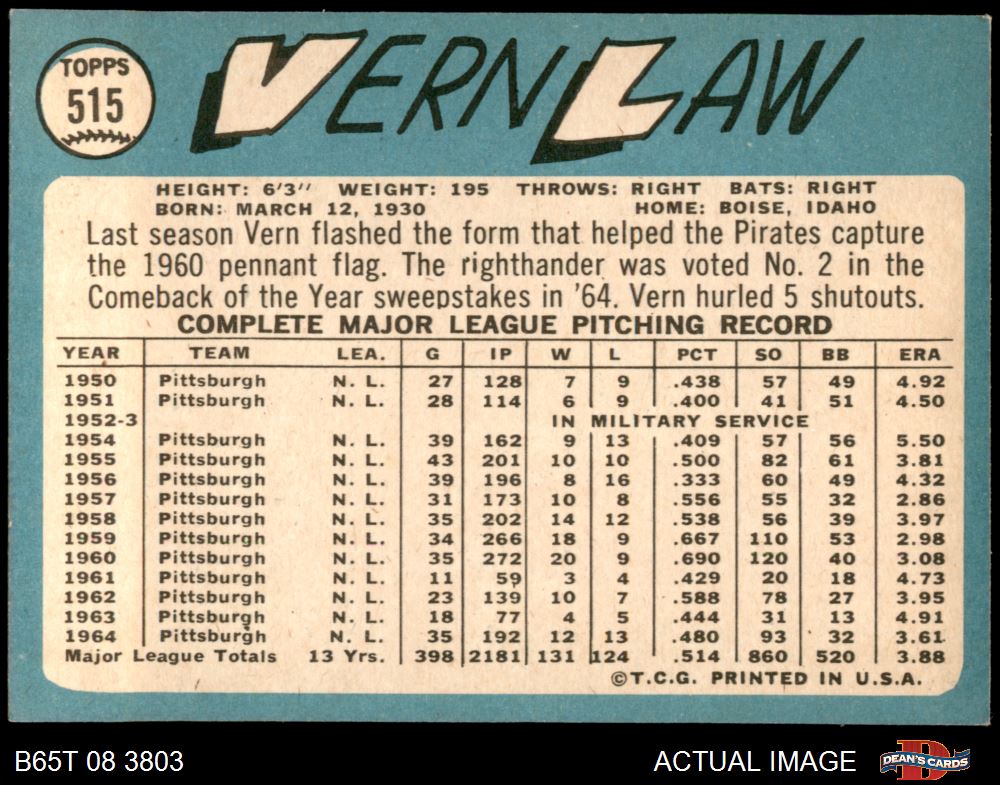 TOPPS
515
VERN LAW
HEIGHT: 6'3" WEIGHT: 195 THROWS: RIGHT BATS: RIGHT
BORN: MARCH 12, 1930 HOME: BOISE, IDAHO
Last season Vern flashed the form that helped the Pirates capture
the 1960 pennant flag. The righthander was voted No. 2 in the
Comeback of the Year sweepstakes in '64. Vern hurled 5 shutouts.
COMPLETE MAJOR LEAGUE PITCHING RECORD
YEAR TEAM LEA. G IP W L PCT SO BB ERA
1950 Pittsburgh N. L. 27 128 7 9 .438 57 49 4.92
1951 Pittsburgh N. L. 28 114 6 9 .400 41 51 4.50
1952-3 IN MILITARY SERVICE
1954 Pittsburgh N. L. 39 162 9 13 .409 57 56 5.50
1955 Pittsburgh N. L. 43 201 10 10 .500 82 61 3.81
1956 Pittsburgh N. L. 39 196 8 16 .333 60 49 4.32
1957 Pittsburgh N. L. 31 173 10 8 .556 55 32 2.86
1958 Pittsburgh N. L. 35 202 14 12 .538 56 39 3.97
1959 Pittsburgh N. L. 34 266 18 9 .667 110 53 2.98
1960 Pittsburgh N. L. 35 272 20 9 .690 120 40 3.08
1961 Pittsburgh N. L. 11 59 3 4 .429 20 18 4.73
1962 Pittsburgh N. L. 23 139 10 7 .588 78 27 3.95
1963 Pittsburgh N. L. 18 77 4 5 .444 31 13 4.91
1964 Pittsburgh N. L. 35 192 12 13 .480 93 32 3.61
Major League Totals 13 Yrs. 398 2181 131 124 .514 860 520 3.88
©T.C.G. PRINTED IN U.S.A.
B65T 08 3803 ACTUAL IMAGE
D
DEAN'S CARDS